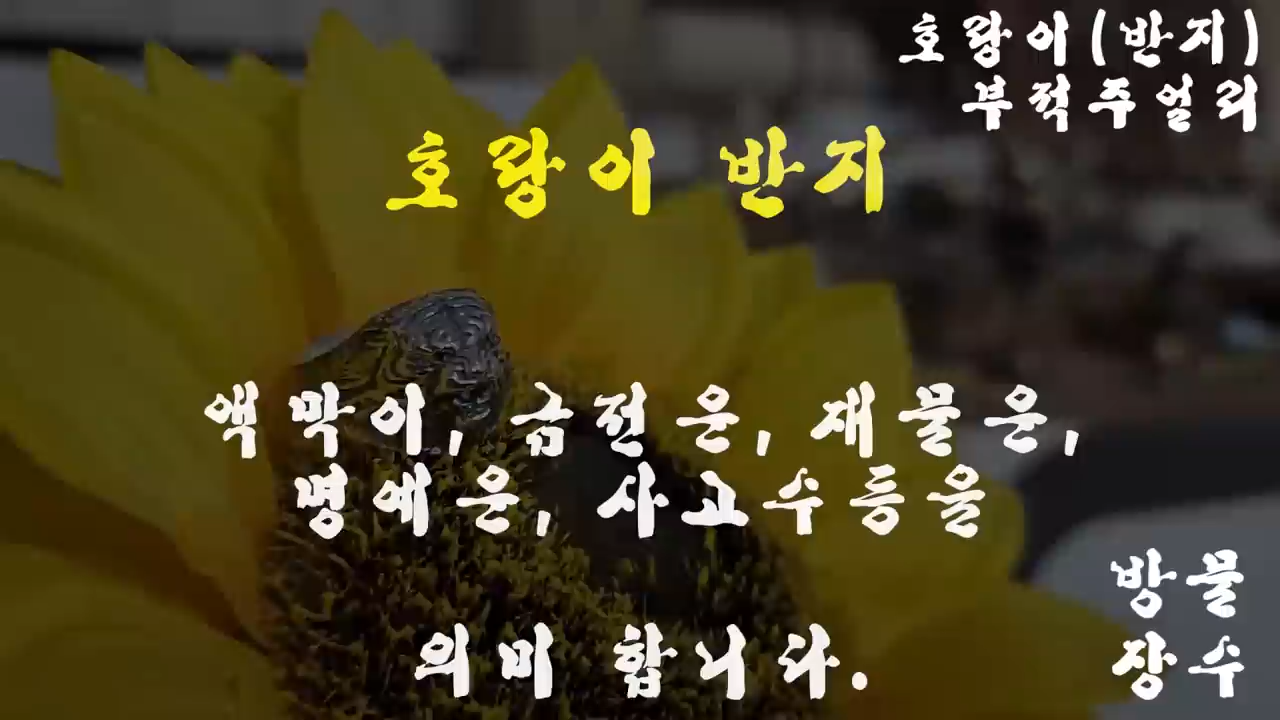 호랑이(반지)
부적주얼리
호랑이 반지
액막이, 금전운, 재물운,
명예운, 사고수등을
의미 합니다.
방물
장수